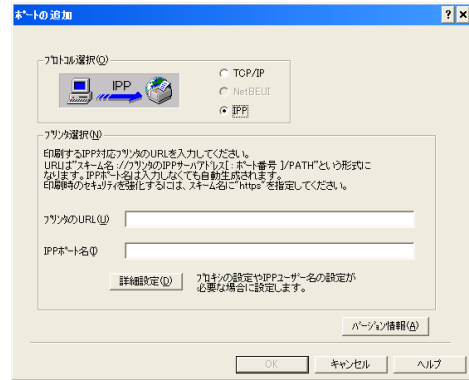 ﾎﾟｰﾄの追加
ﾌﾟﾛﾄｺﾙ選択(O)
IPP
TCP/IP
NetBEUI
IPP
ﾌﾟﾘﾝﾀ選択(N)
印刷するIPP対応ﾌﾟﾘﾝﾀのURLを入力してください。
URLは"ｽｷｰﾑ名://ﾌﾟﾘﾝﾀのIPPｻｰﾊﾞｱﾄﾞﾚｽ[:ﾎﾟｰﾄ番号]/PATH"という形式に
なります。IPPﾎﾟｰﾄ名は入力しなくても自動生成されます。
印刷時のｾｷｭﾘﾃｨを強化するには、ｽｷｰﾑ名に"https"を指定してください。
ﾌﾟﾘﾝﾀのURL(U)
IPPﾎﾟｰﾄ名(I)
詳細設定(D)
ﾌﾟﾛｷｼの設定やIPPﾕｰｻﾞｰ名の設定が
必要な場合に設定します。
ﾊﾞｰｼﾞｮﾝ情報(A)
OK
ｷｬﾝｾﾙ
ﾍﾙﾌﾟ